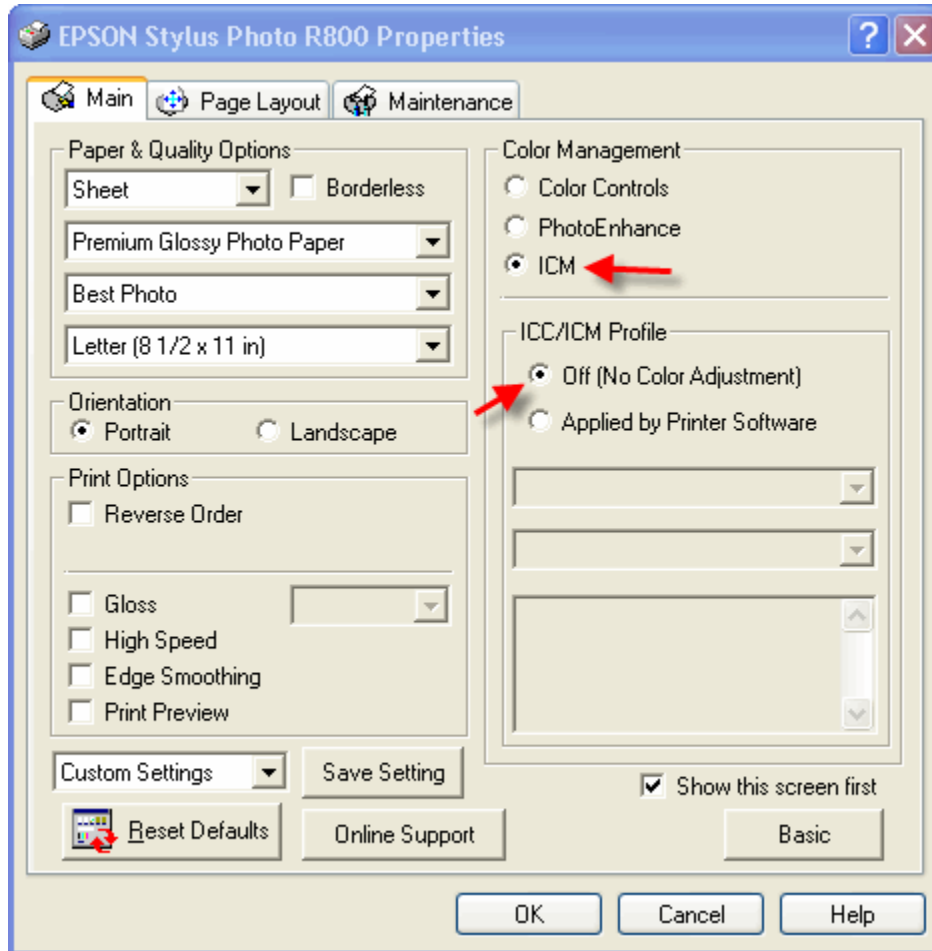 EPSON Stylus Photo R800 Properties
Main
Page Layout
Maintenance
Paper & Quality Options
Sheet
Borderless
Premium Glossy Photo Paper
Best Photo
Letter (8 1/2 x 11 in)
Orientation
Portrait
Landscape
Print Options
Reverse Order
Gloss
High Speed
Edge Smoothing
Print Preview
Custom Settings
Save Setting
Reset Defaults
Online Support
Color Management
Color Controls
PhotoEnhance
ICM
ICC/ICM Profile
Off (No Color Adjustment)
Applied by Printer Software
Show this screen first
Basic
OK
Cancel
Help